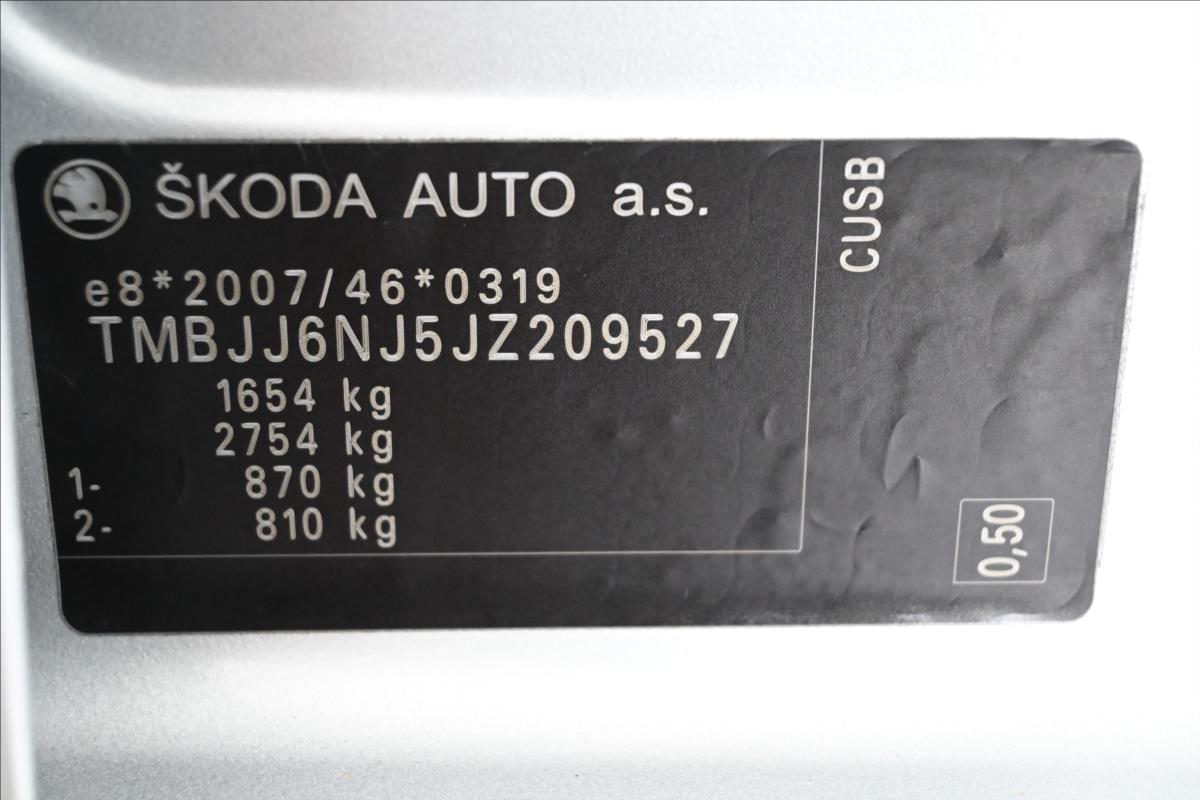 ŠKODA AUTO a.s.
e8*2007/46*0319
TMBJJ6NJ5JZ209527
1654 kg
2754 kg
1- 870 kg
2- 810 kg
CUSB
0,50